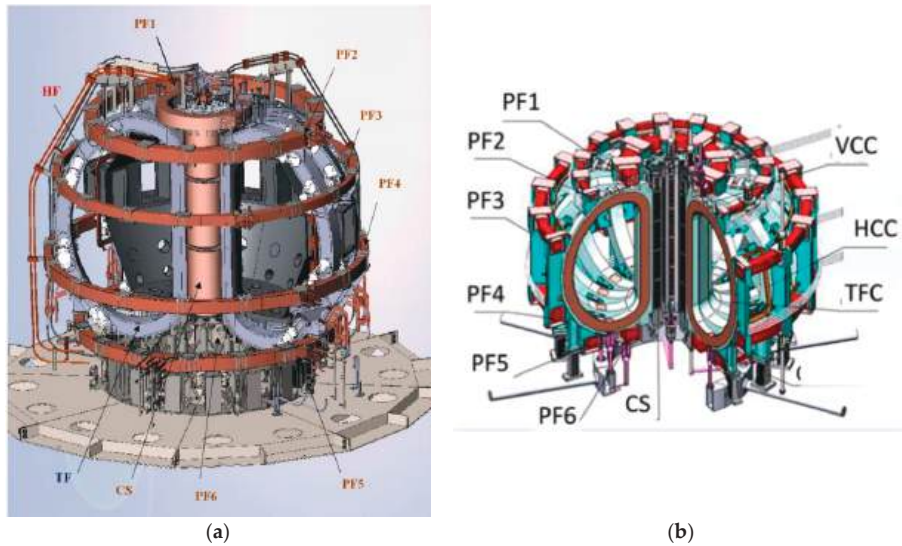 PF1
PF2
HF
PF3
PF4
TF
CS
PF6
PF5
(a)
PF1
PF2
PF3
PF4
PF5
PF6
CS
VCC
HCC
TFC
(b)